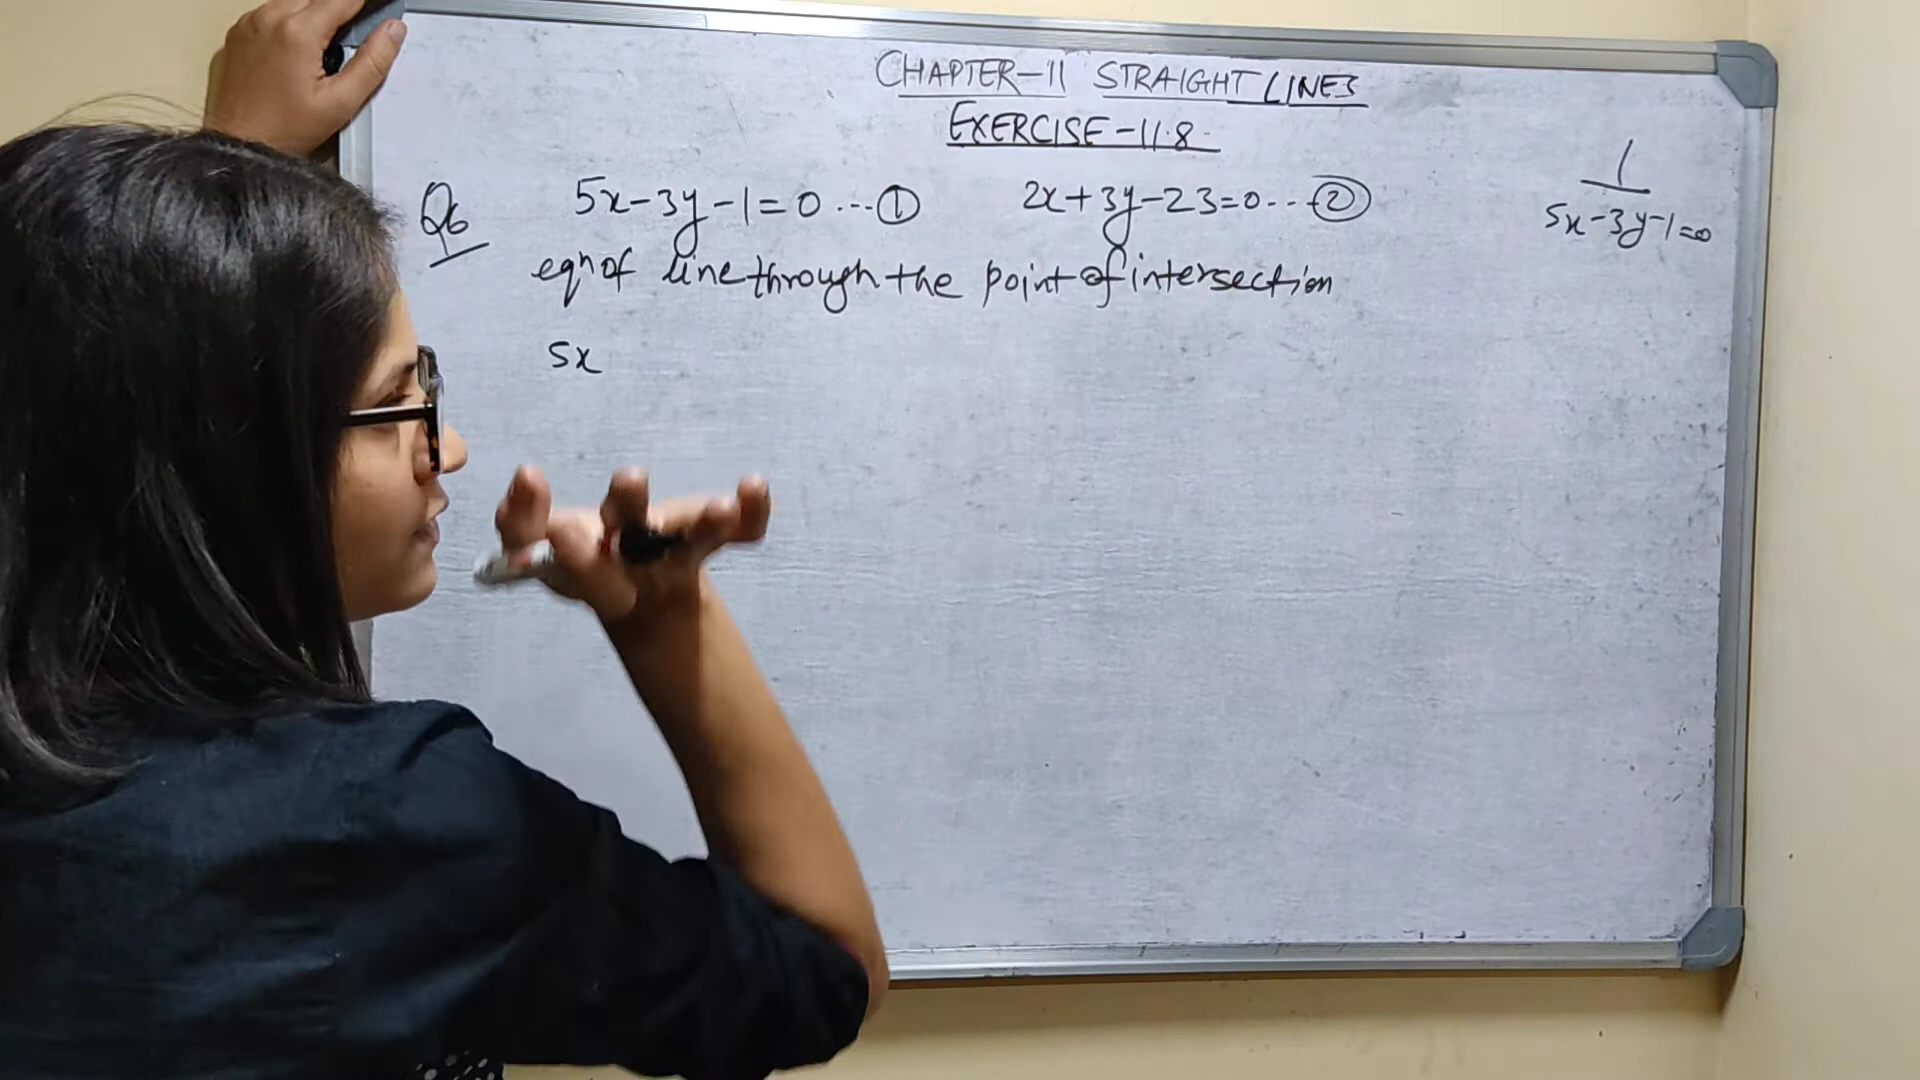 CHAPTER-11 STRAIGHT LINES
EXERCISE-11.8
Q6 5x-3y-1=0 ...① 2x+3y-23=0...②
eqn of line through the point of intersection
5x
5x-3y-1=0